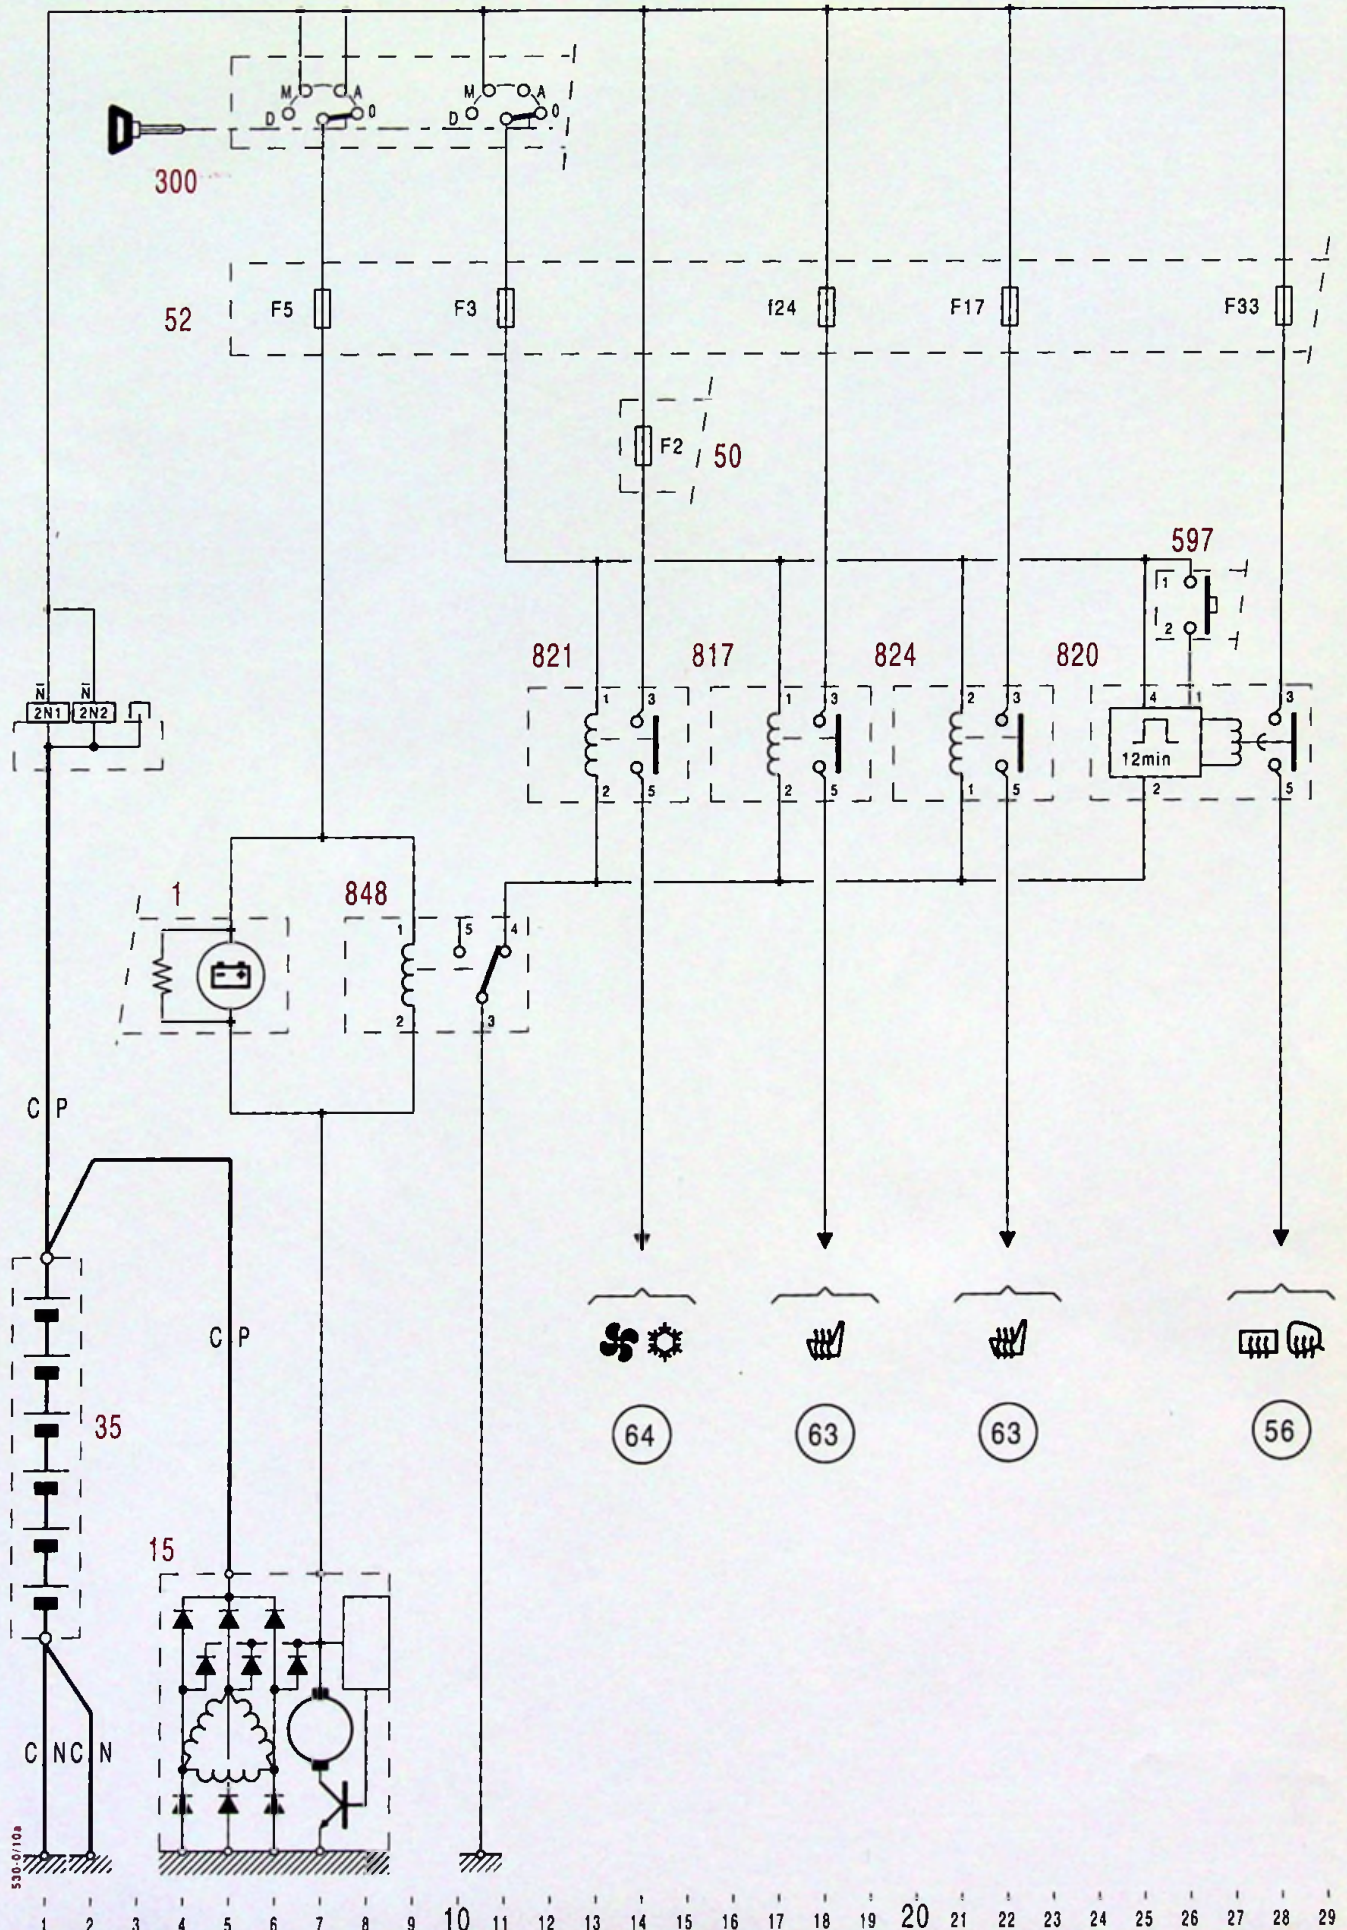 M A M A
D 0 D 0
300
52 F5 F3 f24 F17 F33
F2 50
597
1
2
821 817 824 820
N̄ N̄
2N1 2N2
1 3 1 3 2 3 4 1 3
12min
2 5 2 5 1 5 2 5
1 848
1 5 4
2 3
C P
C P
35
64 63 63 56
15
C N C N
530-0/10a
1 2 3 4 5 6 7 8 9 10 11 12 13 14 15 16 17 18 19 20 21 22 23 24 25 26 27 28 29